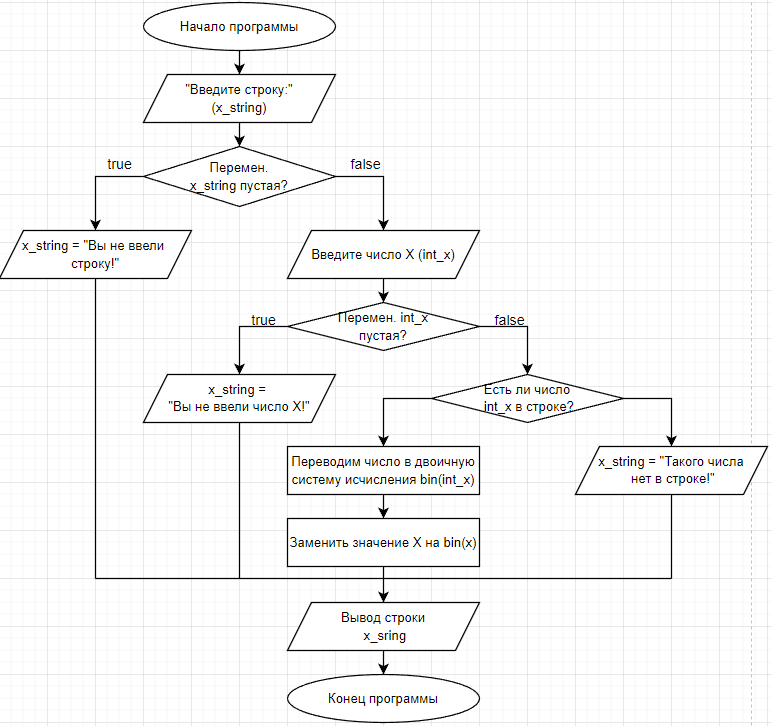 Начало программы
"Введите строку:"
(x_string)
true
false
Перемен.
x_string пустая?
x_string = "Вы не ввели
строку!"
Введите число X (int_x)
true
false
Перемен. int_x
пустая?
x_string =
"Вы не ввели число X!"
Есть ли число
int_x в строке?
Переводим число в двоичную
систему исчисления bin(int_x)
x_string = "Такого числа
нет в строке!"
Заменить значение X на bin(x)
Вывод строки
x_sring
Конец программы